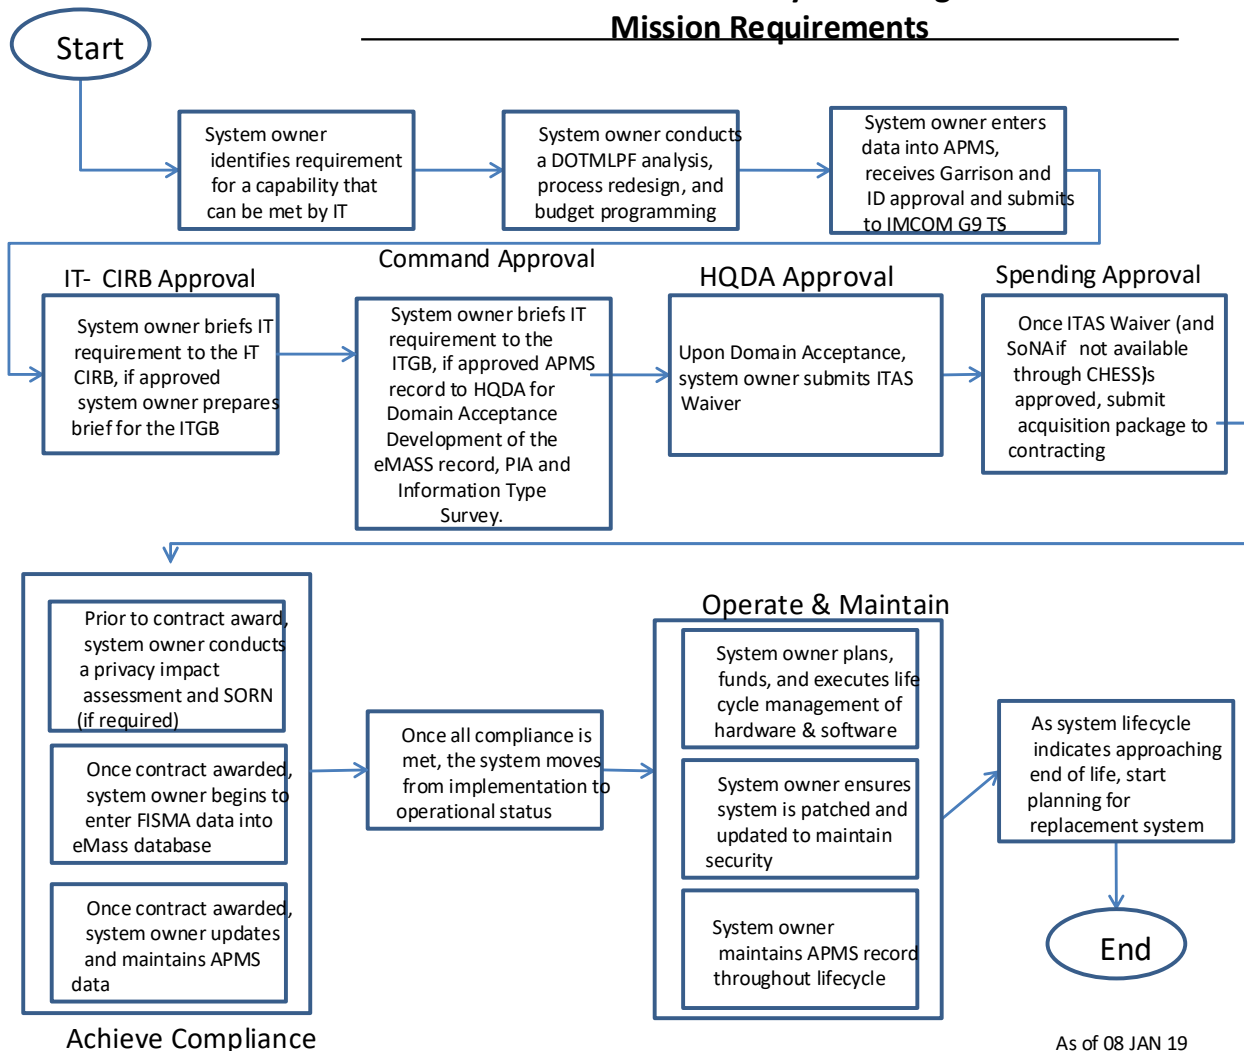 Mission Requirements
Start
System owner
identifies requirement
for a capability that
can be met by IT
System owner conducts
a DOTMLPF analysis,
process redesign, and
budget programming
System owner enters
data into APMS,
receives Garrison and
ID approval and submits
to IMCOM G9 TS
IT- CIRB Approval
System owner briefs IT
requirement to the IT
CIRB, if approved
system owner prepares
brief for the ITGB
Command Approval
System owner briefs IT
requirement to the
ITGB, if approved APMS
record to HQDA for
Domain Acceptance
Development of the
eMASS record, PIA and
Information Type
Survey.
HQDA Approval
Upon Domain Acceptance,
system owner submits ITAS
Waiver
Spending Approval
Once ITAS Waiver (and
SoNAif not available
through CHESS)s
approved, submit
acquisition package to
contracting
Prior to contract award,
system owner conducts
a privacy impact
assessment and SORN
(if required)
Once contract awarded,
system owner begins to
enter FISMA data into
eMass database
Once contract awarded,
system owner updates
and maintains APMS
data
Achieve Compliance
Once all compliance is
met, the system moves
from implementation to
operational status
Operate & Maintain
System owner plans,
funds, and executes life
cycle management of
hardware & software
System owner ensures
system is patched and
updated to maintain
security
System owner
maintains APMS record
throughout lifecycle
As system lifecycle
indicates approaching
end of life, start
planning for
replacement system
End
As of 08 JAN 19